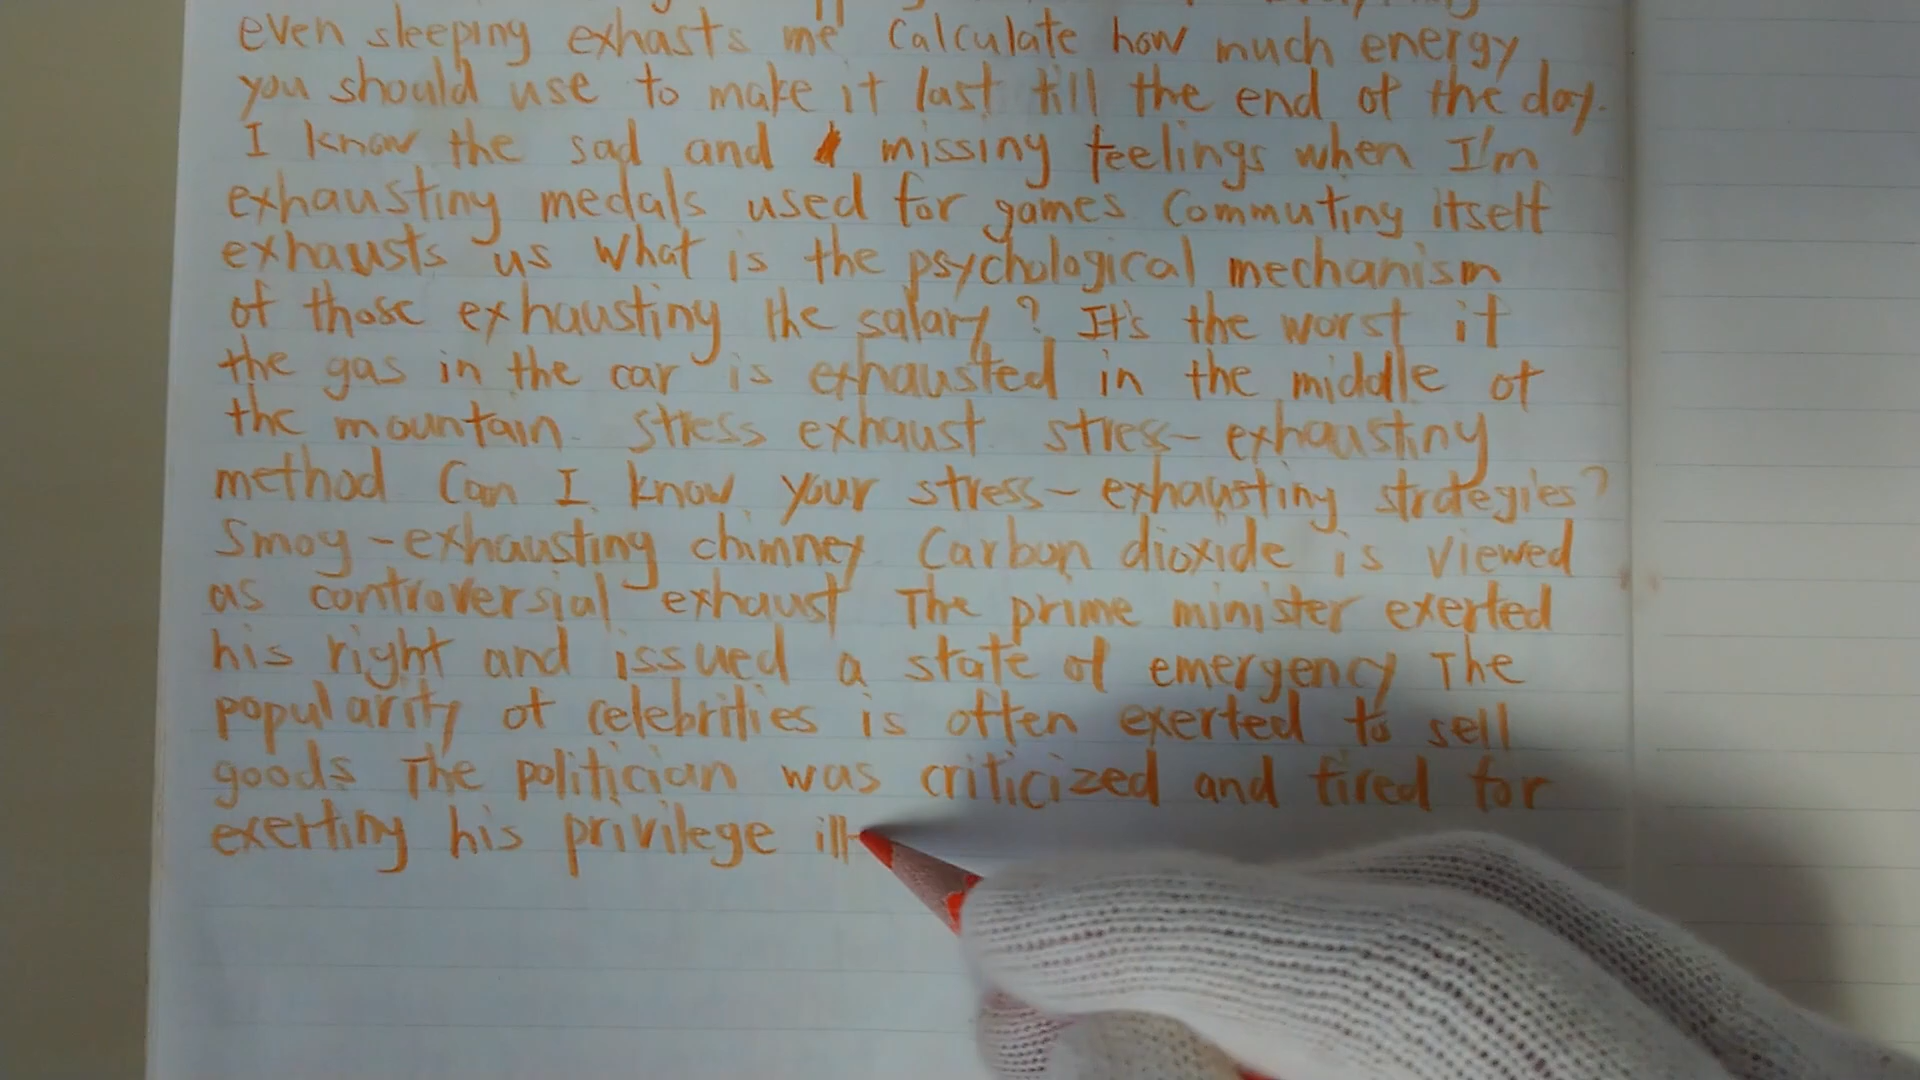 even sleeping exhasts me Calculate how much energy
you should use to make it last till the end of the day.
I know the sad and missing feelings when I'm
exhausting medals used for games Commuting itself
exhausts us What is the psychological mechanism
of those exhausting the salary? It's the worst if
the gas in the car is exhausted in the middle of
the mountain. Stress exhaust stress-exhausting
method Can I know your stress-exhausting strategies?
Smog-exhausting chimney Carbon dioxide is viewed
as controversial exhaust The prime minister exerted
his right and issued a state of emergency The
popularity of celebrities is often exerted to sell
goods The politician was criticized and fired for
exerting his privilege ill